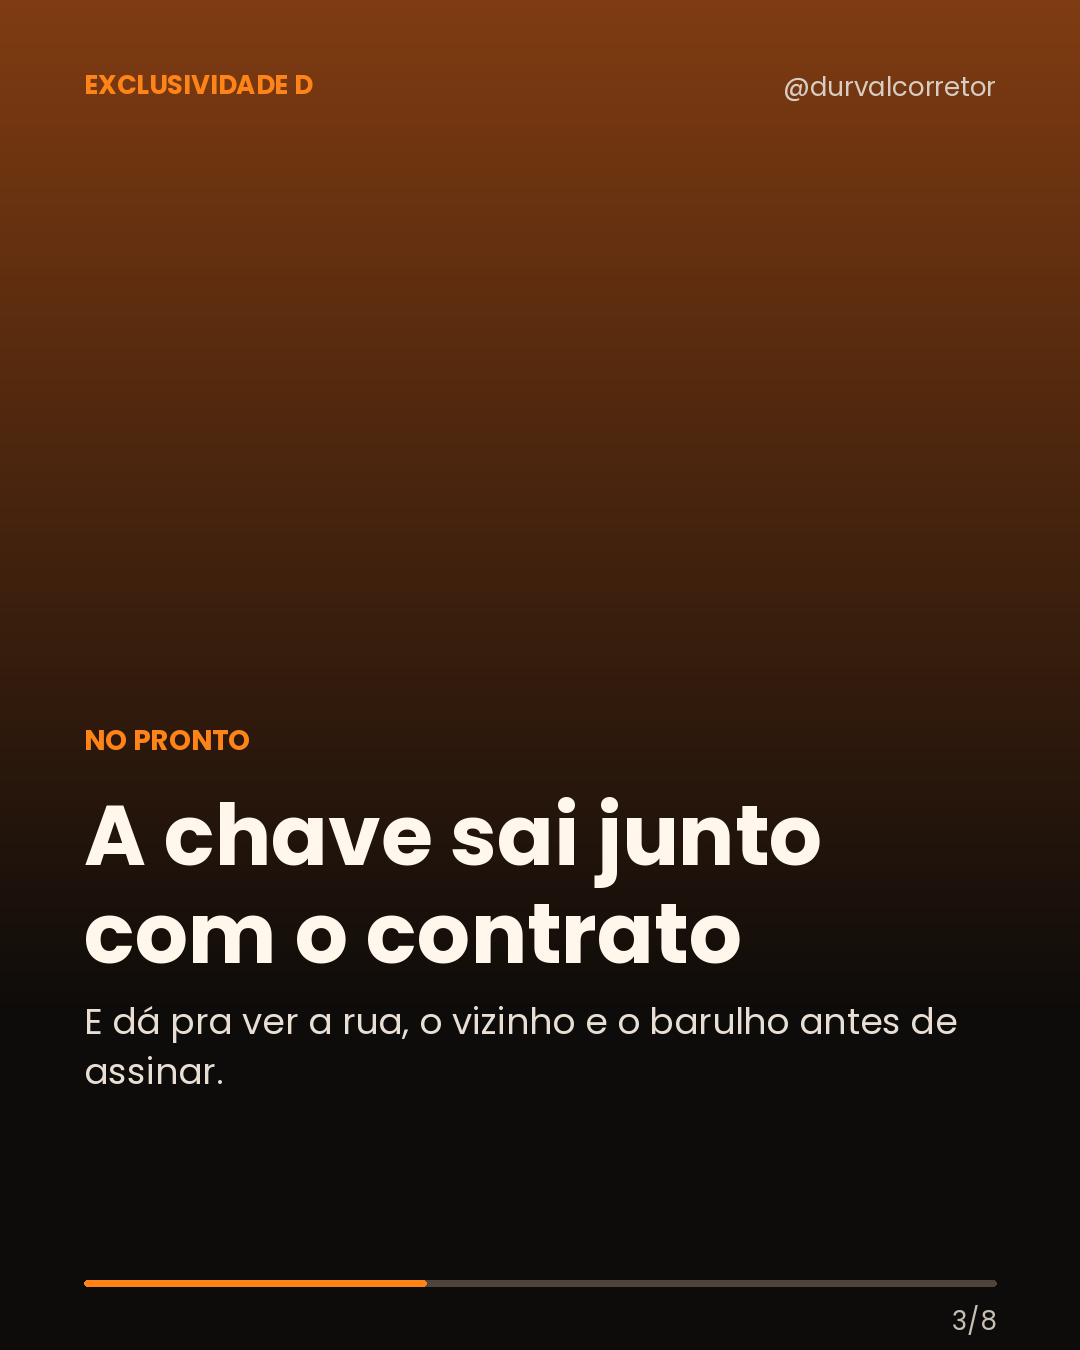 EXCLUSIVIDADE D
@durvalcorretor
NO PRONTO
A chave sai junto
com o contrato
E dá pra ver a rua, o vizinho e o barulho antes de
assinar.
3/8